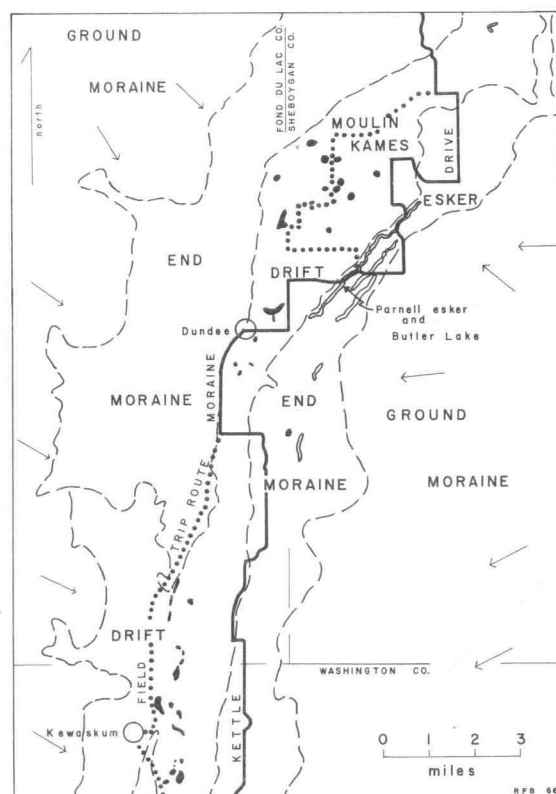 GROUND
MORAINE
north
FOND DU LAC CO.
SHEBOYGAN CO.
MOULIN
KAMES
DRIVE
ESKER
END
DRIFT
Parnell esker
and
Butler Lake
Dundee
MORAINE
MORAINE
END
GROUND
MORAINE
MORAINE
TRIP ROUTE
DRIFT
FIELD
WASHINGTON CO.
Kewaskum
KETTLE
0 1 2 3
miles
RFB 66